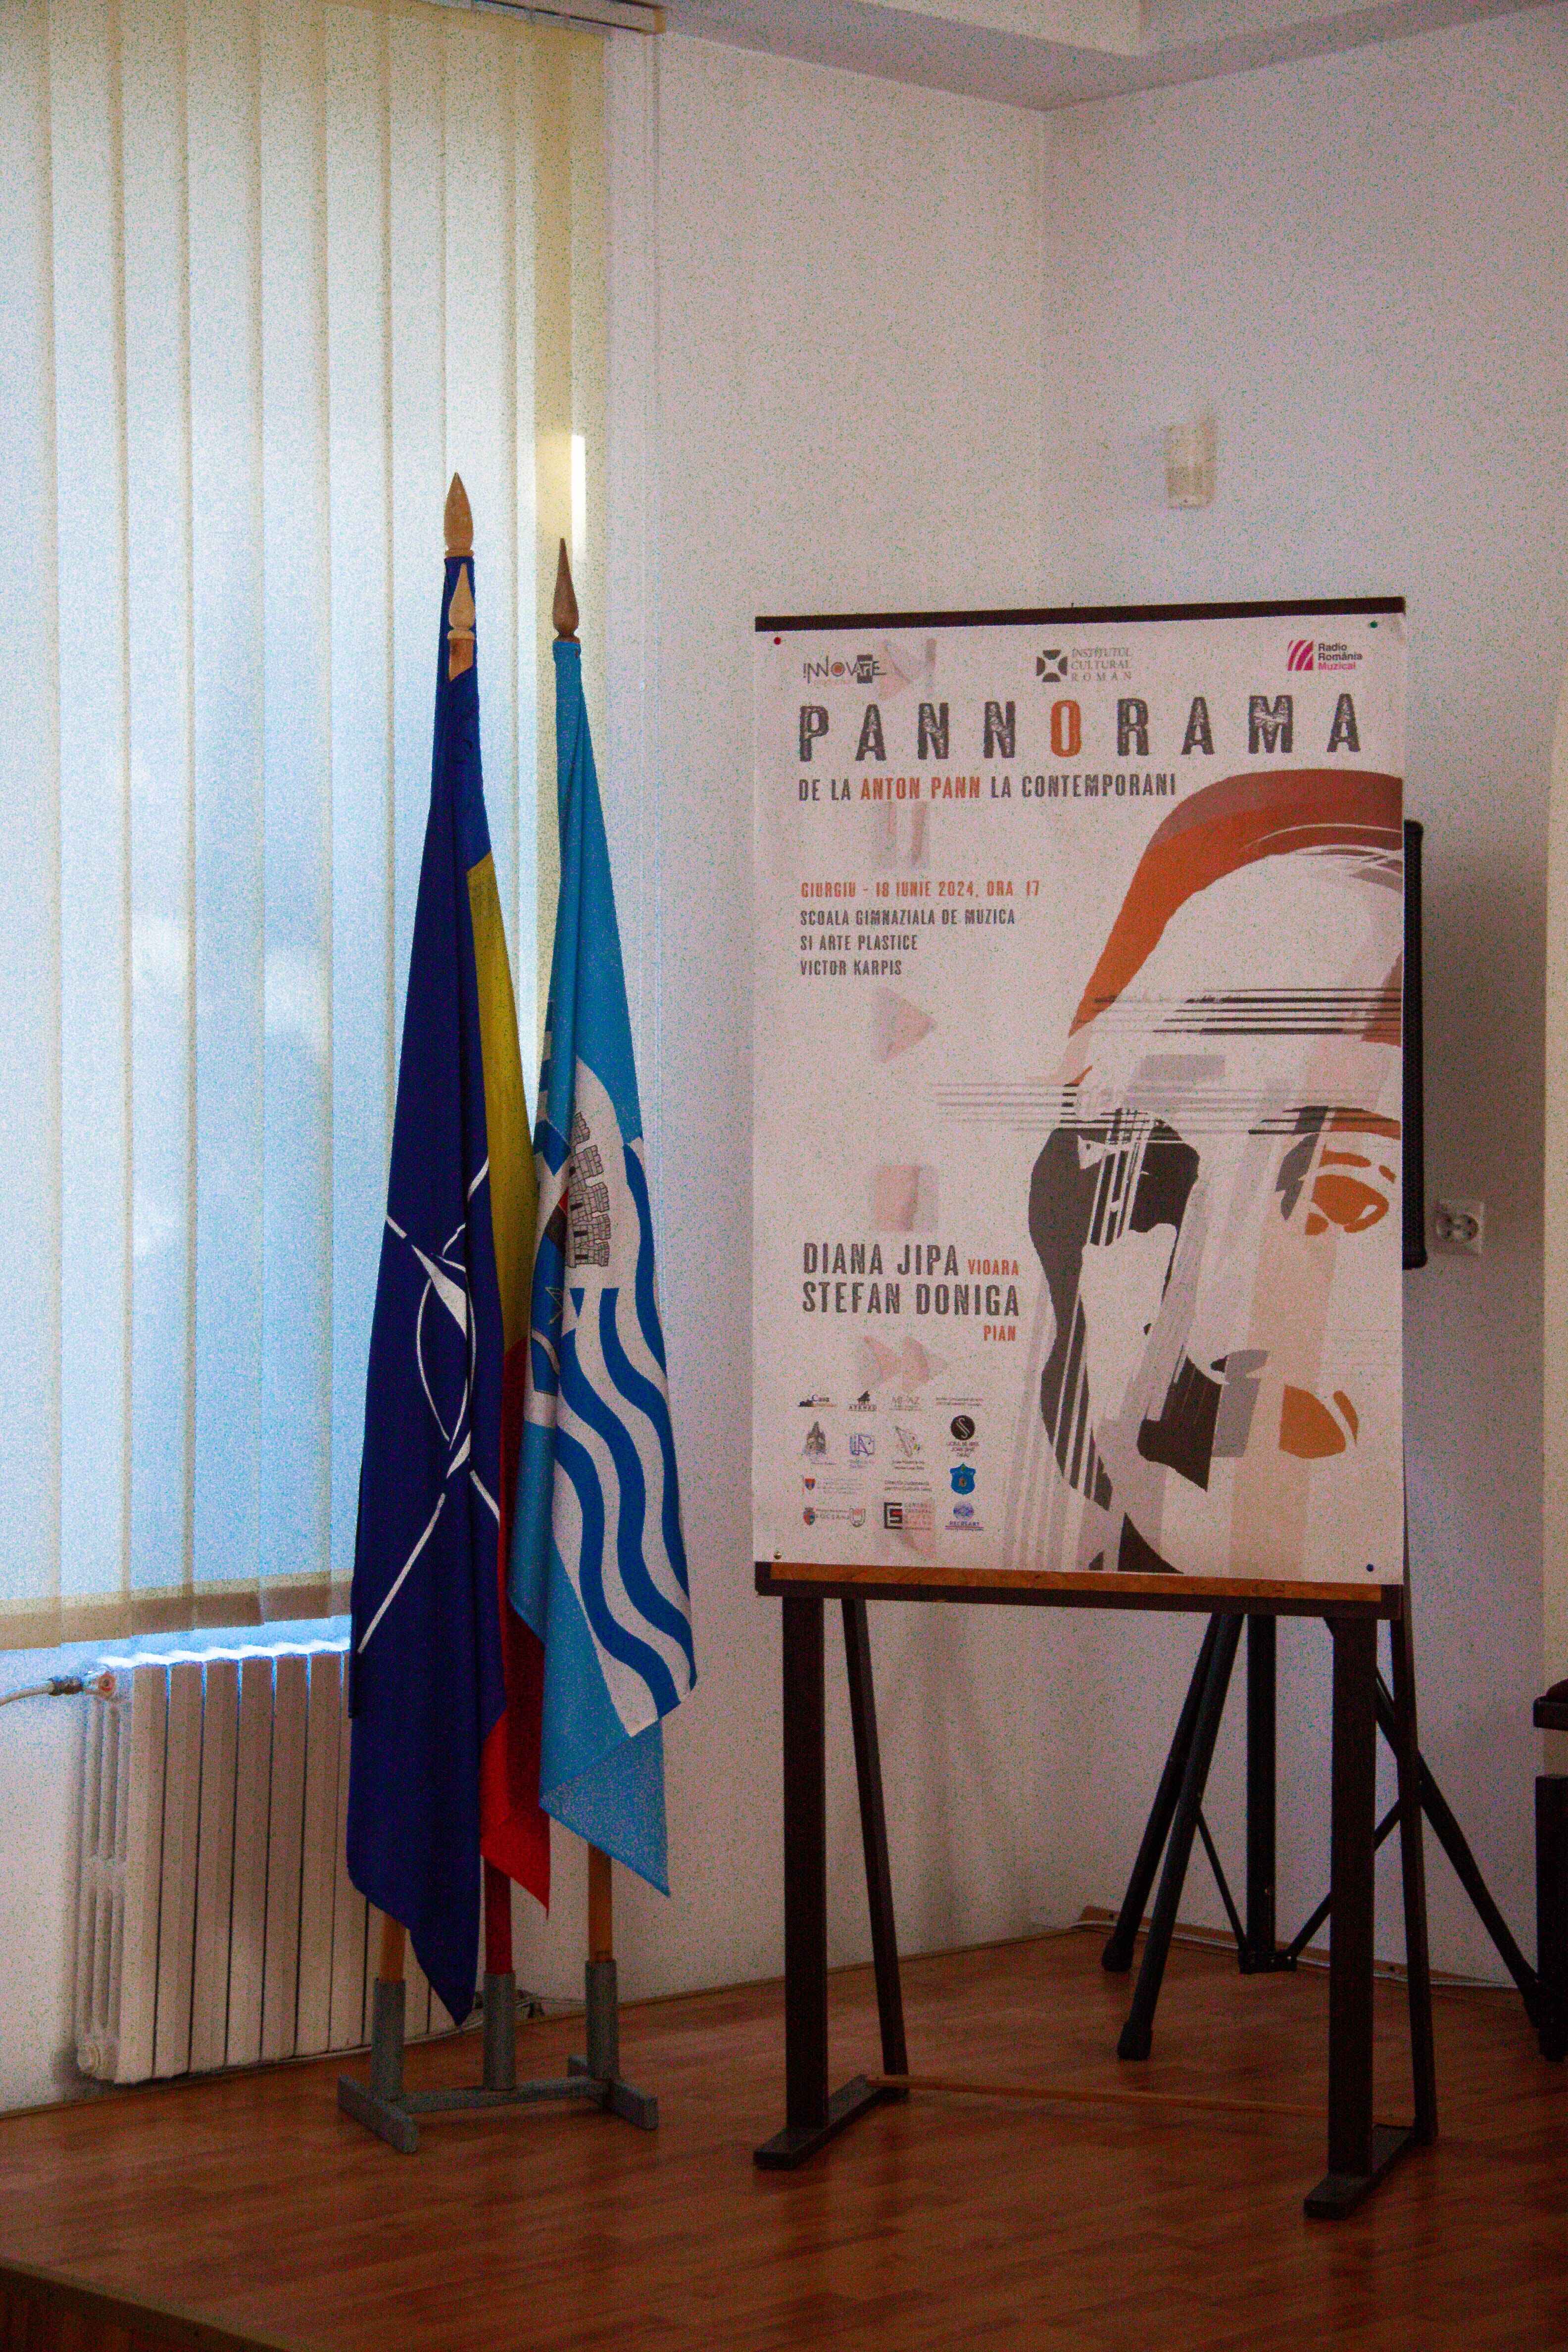 INNOVArtE
INSTITUTUL
CULTURAL
ROMÂN
Radio
România
Muzical
PANNORAMA
DE LA ANTON PANN LA CONTEMPORANI
GIURGIU - 18 IUNIE 2024, ORA 17
SCOALA GIMNAZIALA DE MUZICA
SI ARTE PLASTICE
VICTOR KARPIS
DIANA JIPA VIOARA
STEFAN DONIGA
PIAN